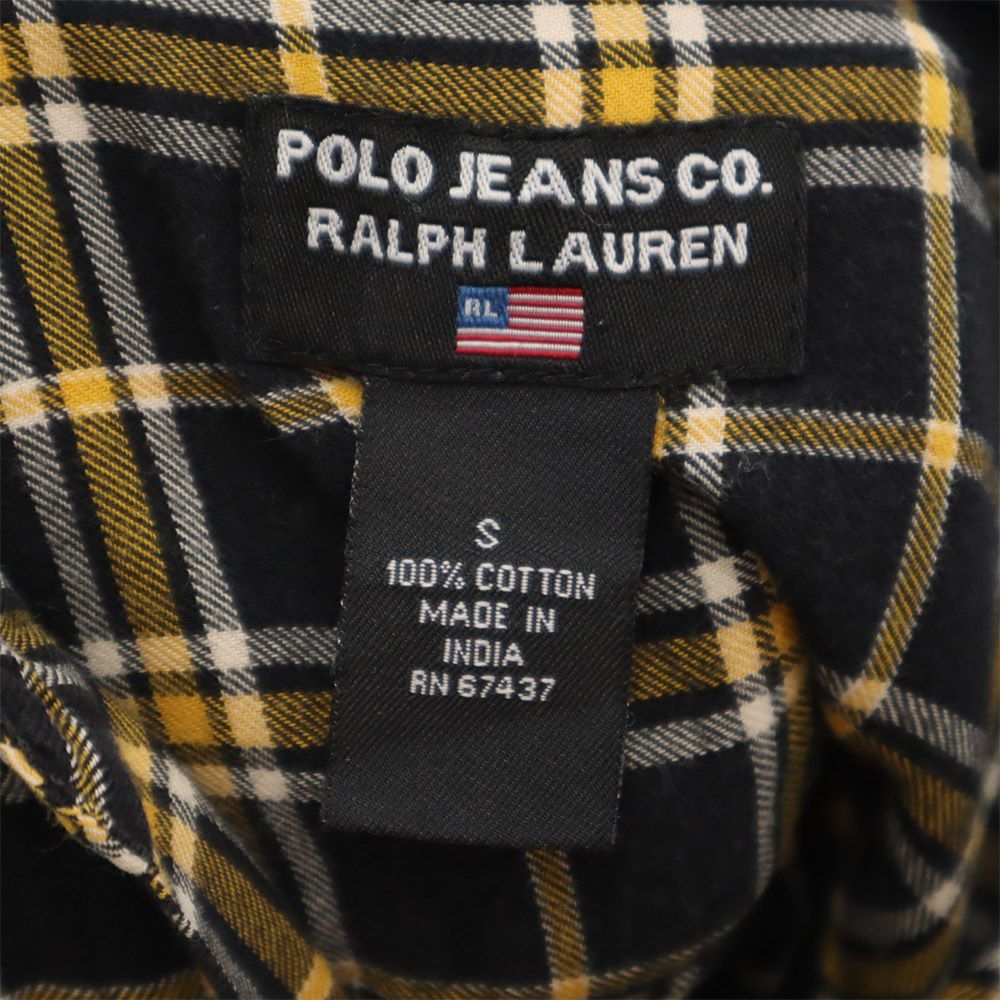 POLO JEANS CO.
RALPH LAUREN
RL
S
100% COTTON
MADE IN
INDIA
RN 67437